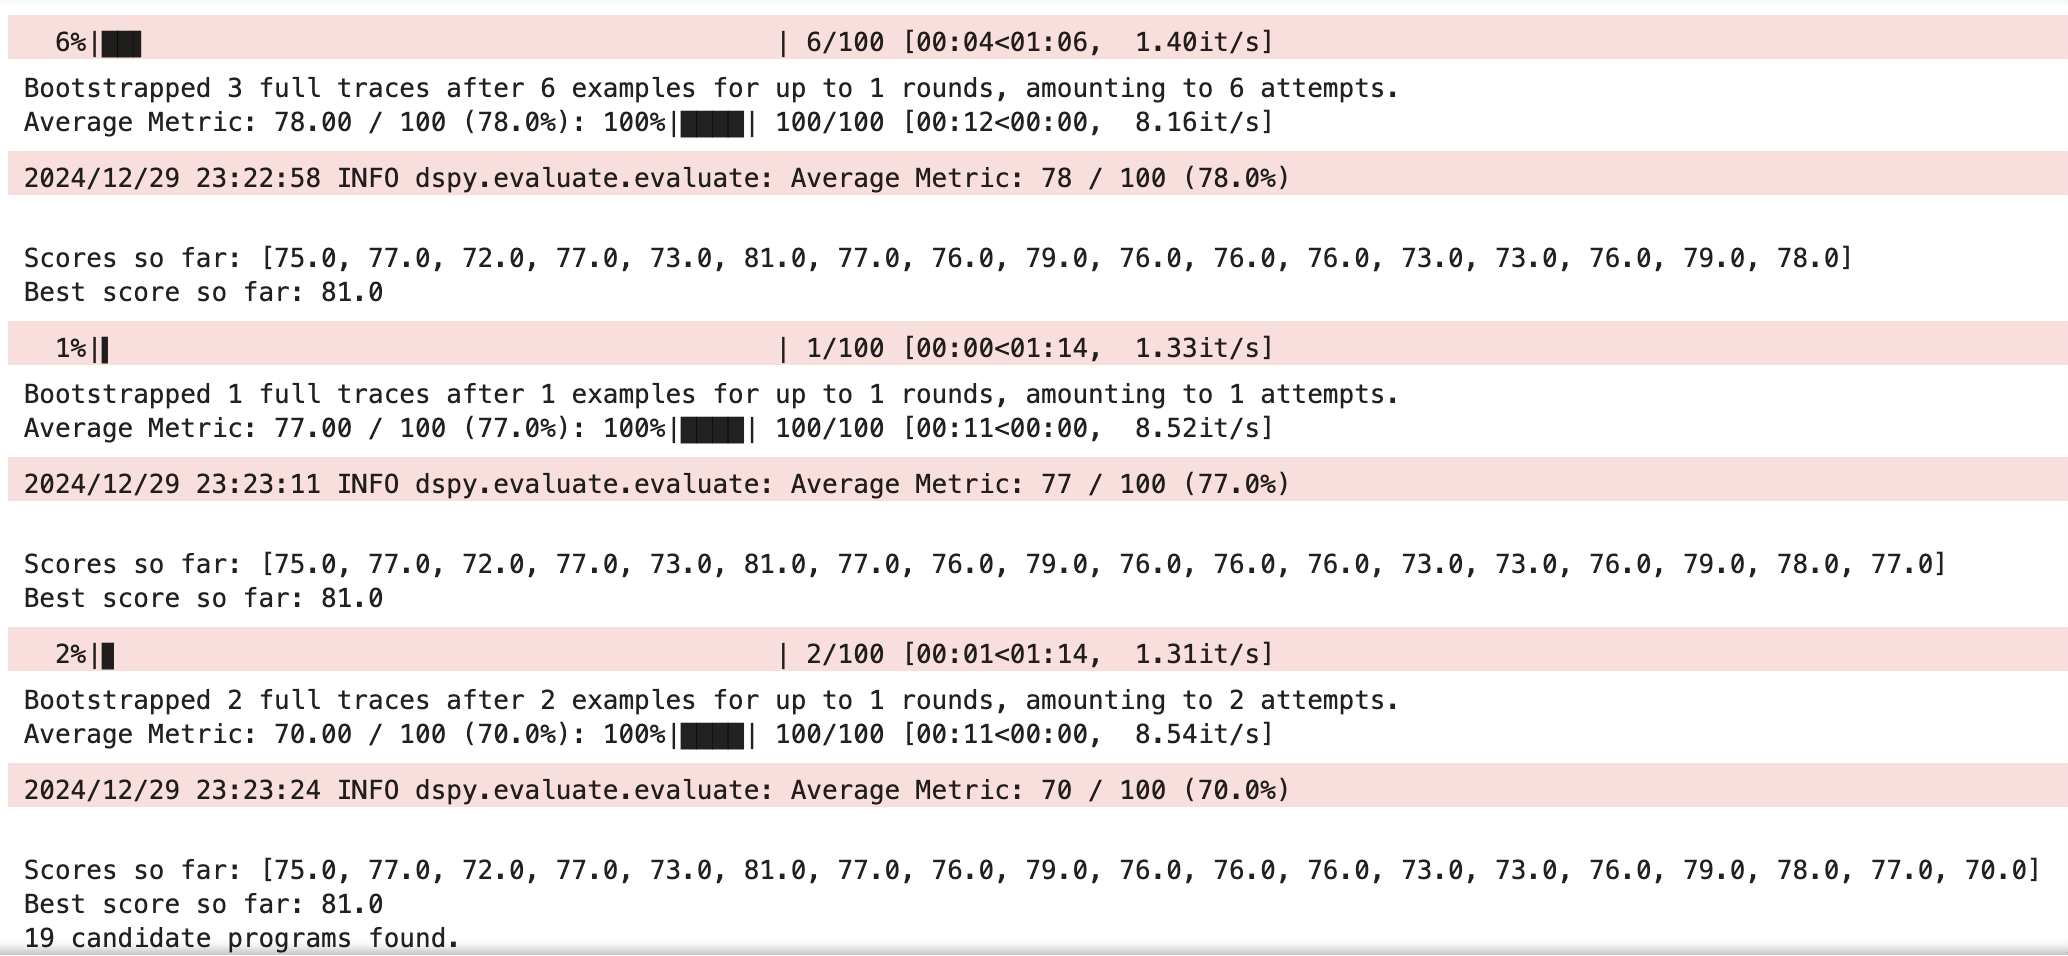 6%|███ | 6/100 [00:04<01:06, 1.40it/s]
Bootstrapped 3 full traces after 6 examples for up to 1 rounds, amounting to 6 attempts.
Average Metric: 78.00 / 100 (78.0%): 100%|████| 100/100 [00:12<00:00, 8.16it/s]
2024/12/29 23:22:58 INFO dspy.evaluate.evaluate: Average Metric: 78 / 100 (78.0%)
Scores so far: [75.0, 77.0, 72.0, 77.0, 73.0, 81.0, 77.0, 76.0, 79.0, 76.0, 76.0, 76.0, 73.0, 73.0, 76.0, 79.0, 78.0]
Best score so far: 81.0
1%|▌ | 1/100 [00:00<01:14, 1.33it/s]
Bootstrapped 1 full traces after 1 examples for up to 1 rounds, amounting to 1 attempts.
Average Metric: 77.00 / 100 (77.0%): 100%|████| 100/100 [00:11<00:00, 8.52it/s]
2024/12/29 23:23:11 INFO dspy.evaluate.evaluate: Average Metric: 77 / 100 (77.0%)
Scores so far: [75.0, 77.0, 72.0, 77.0, 73.0, 81.0, 77.0, 76.0, 79.0, 76.0, 76.0, 76.0, 73.0, 73.0, 76.0, 79.0, 78.0, 77.0]
Best score so far: 81.0
2%|█ | 2/100 [00:01<01:14, 1.31it/s]
Bootstrapped 2 full traces after 2 examples for up to 1 rounds, amounting to 2 attempts.
Average Metric: 70.00 / 100 (70.0%): 100%|████| 100/100 [00:11<00:00, 8.54it/s]
2024/12/29 23:23:24 INFO dspy.evaluate.evaluate: Average Metric: 70 / 100 (70.0%)
Scores so far: [75.0, 77.0, 72.0, 77.0, 73.0, 81.0, 77.0, 76.0, 79.0, 76.0, 76.0, 76.0, 73.0, 73.0, 76.0, 79.0, 78.0, 77.0, 70.0]
Best score so far: 81.0
19 candidate programs found.